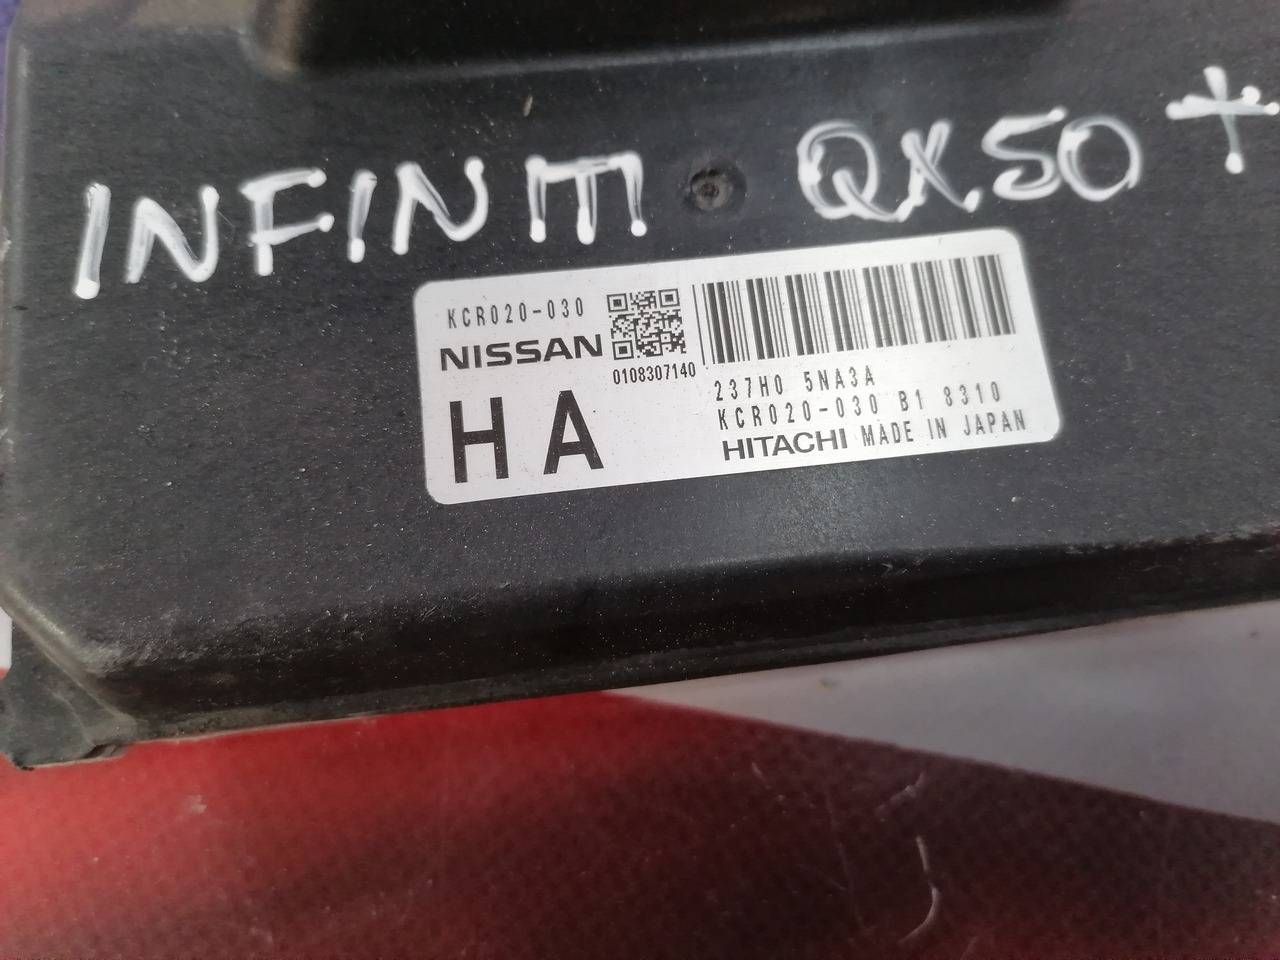 INFINITI QX50 +
KCR020-030
NISSAN
0108307140
HA
237H0 5NA3A
KCR020-030 B1 8310
HITACHI MADE IN JAPAN